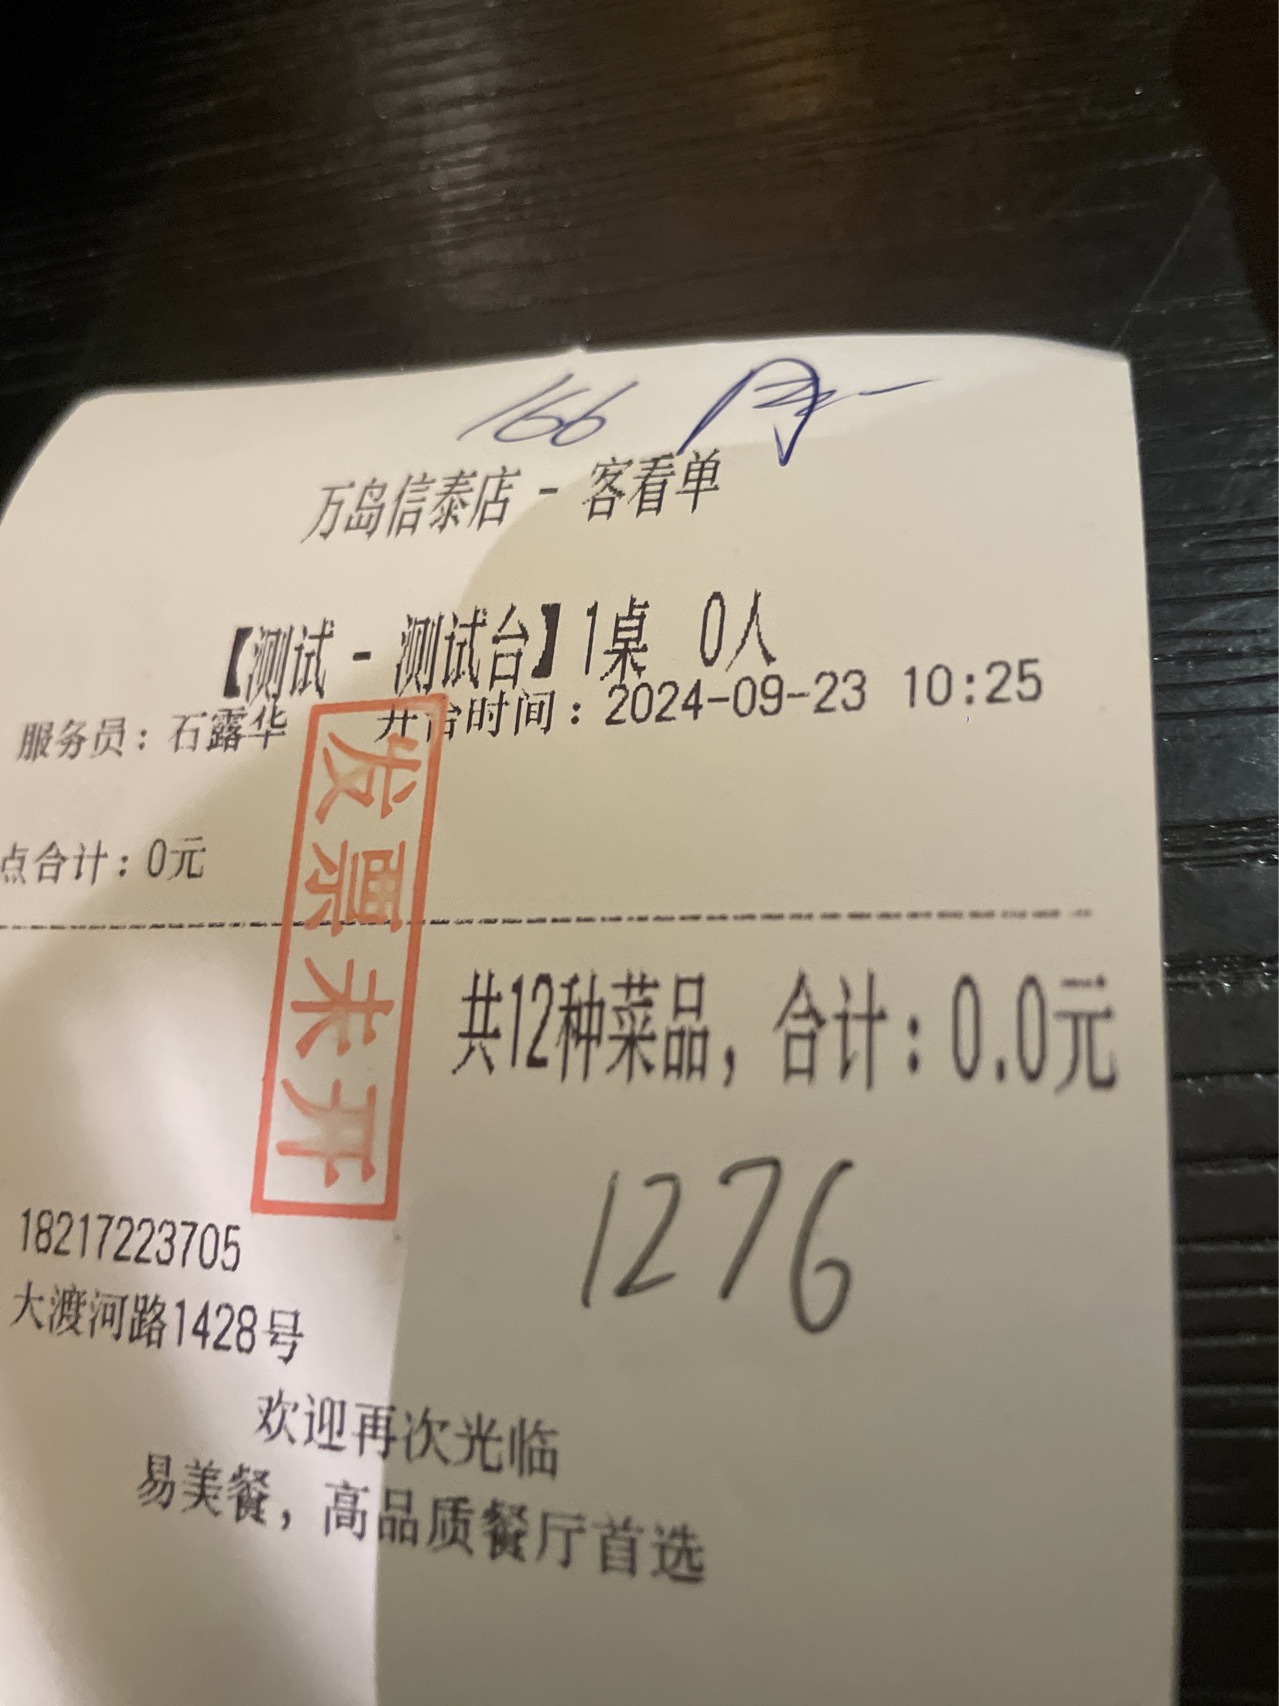 166
万岛信泰店 - 客看单
【测试 - 测试台】1桌 0人
服务员：石露华 开台时间：2024-09-23 10:25
点合计：0元
发票未开
共12种菜品，合计：0.0元
1276
18217223705
大渡河路1428号
欢迎再次光临
易美餐，高品质餐厅首选